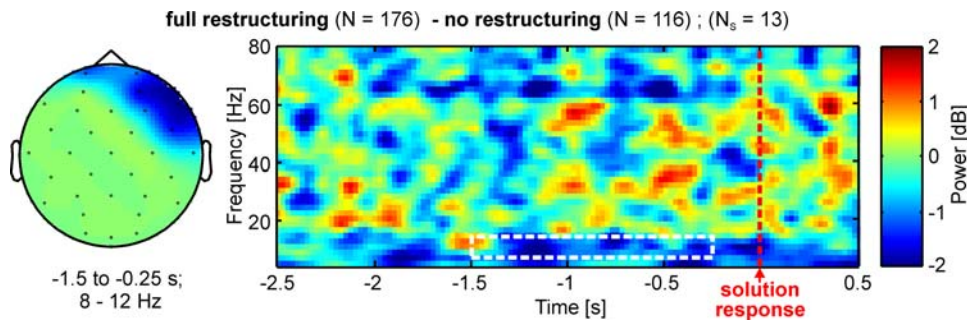 full restructuring (N = 176) - no restructuring (N = 116) ; (Ns = 13)
-1.5 to -0.25 s;
8 - 12 Hz
Frequency [Hz]
80
60
40
20
-2.5
-2
-1.5
-1
-0.5
0
0.5
Time [s]
solution
response
2
1
0
-1
-2
Power [dB]